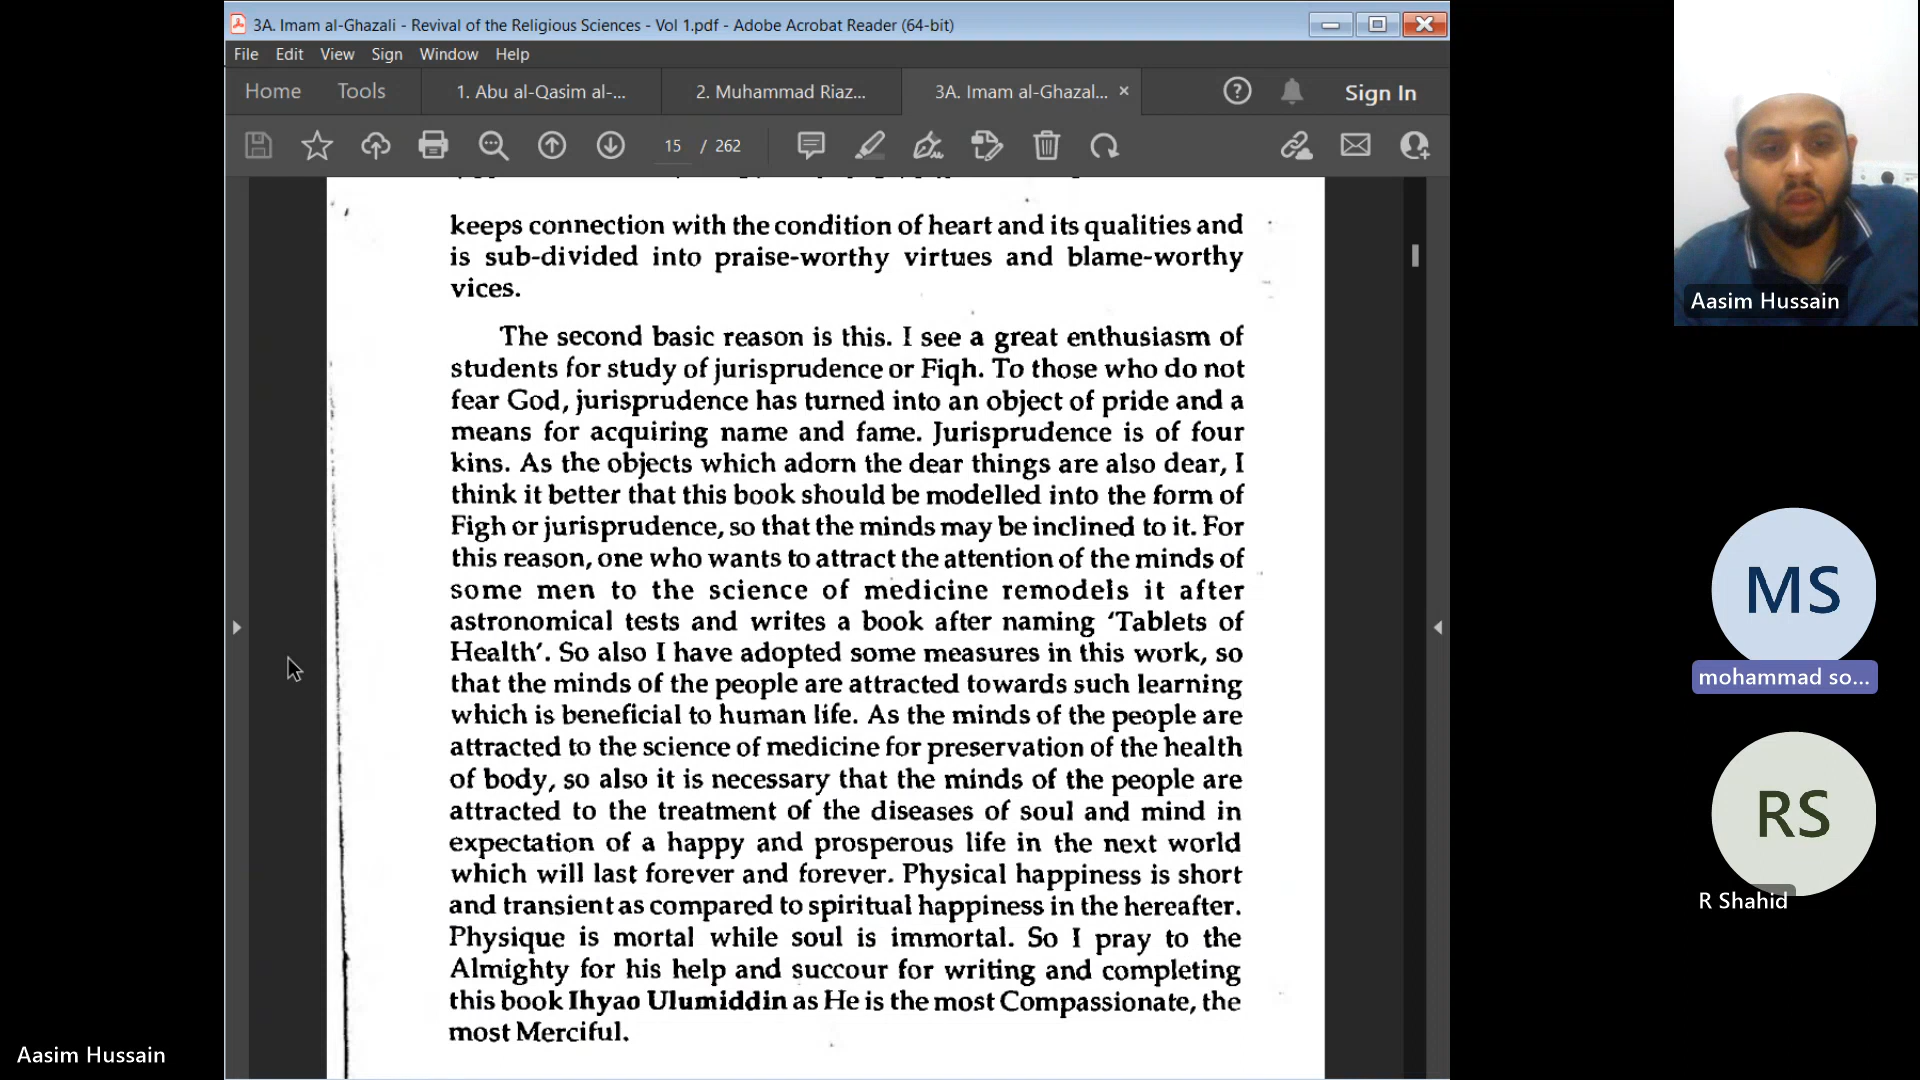 3A. Imam al-Ghazali - Revival of the Religious Sciences - Vol 1.pdf - Adobe Acrobat Reader (64-bit)
File Edit View Sign Window Help
Home Tools 1. Abu al-Qasim al-... 2. Muhammad Riaz... 3A. Imam al-Ghazal... × Sign In
15 / 262
keeps connection with the condition of heart and its qualities and
is sub-divided into praise-worthy virtues and blame-worthy
vices.
The second basic reason is this. I see a great enthusiasm of
students for study of jurisprudence or Fiqh. To those who do not
fear God, jurisprudence has turned into an object of pride and a
means for acquiring name and fame. Jurisprudence is of four
kins. As the objects which adorn the dear things are also dear, I
think it better that this book should be modelled into the form of
Figh or jurisprudence, so that the minds may be inclined to it. For
this reason, one who wants to attract the attention of the minds of
some men to the science of medicine remodels it after
astronomical tests and writes a book after naming ‘Tablets of
Health’. So also I have adopted some measures in this work, so
that the minds of the people are attracted towards such learning
which is beneficial to human life. As the minds of the people are
attracted to the science of medicine for preservation of the health
of body, so also it is necessary that the minds of the people are
attracted to the treatment of the diseases of soul and mind in
expectation of a happy and prosperous life in the next world
which will last forever and forever. Physical happiness is short
and transient as compared to spiritual happiness in the hereafter.
Physique is mortal while soul is immortal. So I pray to the
Almighty for his help and succour for writing and completing
this book Ihyao Ulumiddin as He is the most Compassionate, the
most Merciful.
Aasim Hussain
MS
mohammad so...
RS
R Shahid
Aasim Hussain